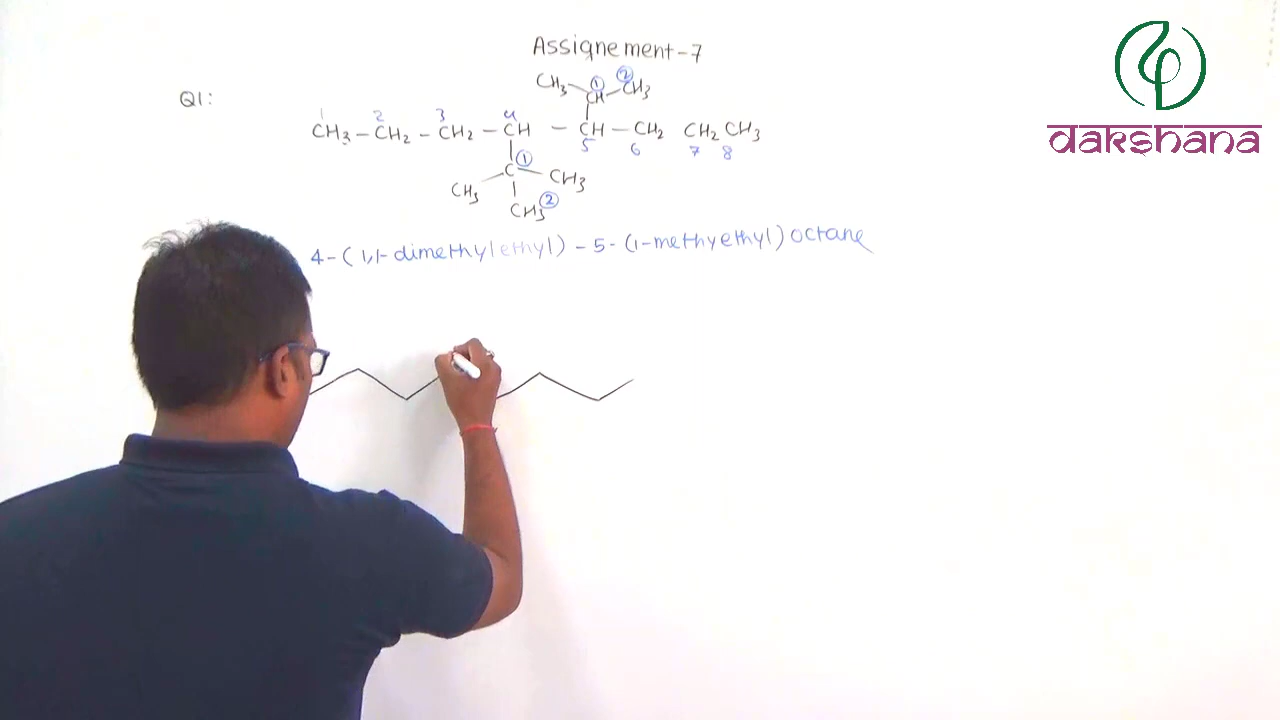 Assignement-7
Q1:
CH3 CH CH3
① ②
1 2 3 4
CH3 – CH2 – CH2 – CH – CH – CH2 CH2 CH3
5 6 7 8
C ① CH3
CH3
CH3 ②
4-(1,1-dimethylethyl) - 5-(1-methyethyl) octane
dakshana